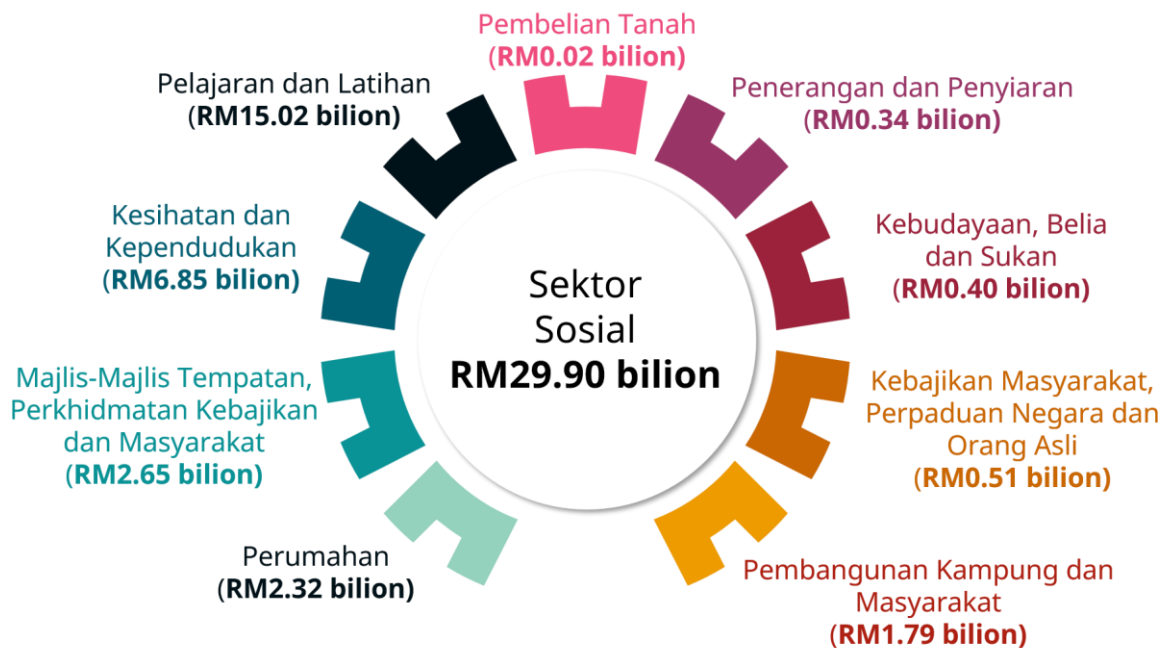 Pembelian Tanah
(RM0.02 bilion)
Pelajaran dan Latihan
(RM15.02 bilion)
Penerangan dan Penyiaran
(RM0.34 bilion)
Kesihatan dan
Kependudukan
(RM6.85 bilion)
Kebudayaan, Belia
dan Sukan
(RM0.40 bilion)
Sektor
Sosial
RM29.90 bilion
Majlis-Majlis Tempatan,
Perkhidmatan Kebajikan
dan Masyarakat
(RM2.65 bilion)
Kebajikan Masyarakat,
Perpaduan Negara dan
Orang Asli
(RM0.51 bilion)
Perumahan
(RM2.32 bilion)
Pembangunan Kampung dan
Masyarakat
(RM1.79 bilion)